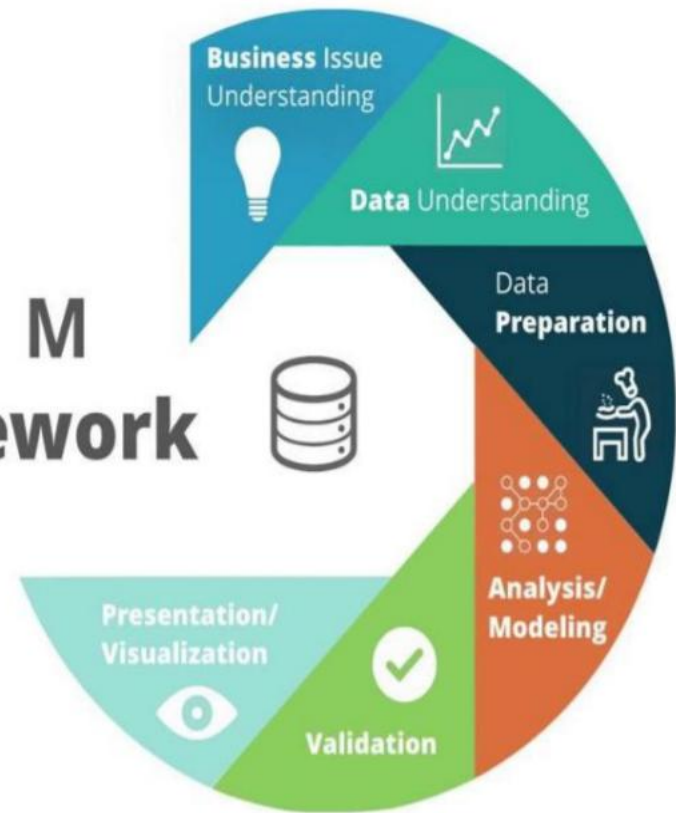 Business Issue
Understanding
Data Understanding
Data
Preparation
M
ework
Analysis/
Modeling
Presentation/
Visualization
Validation